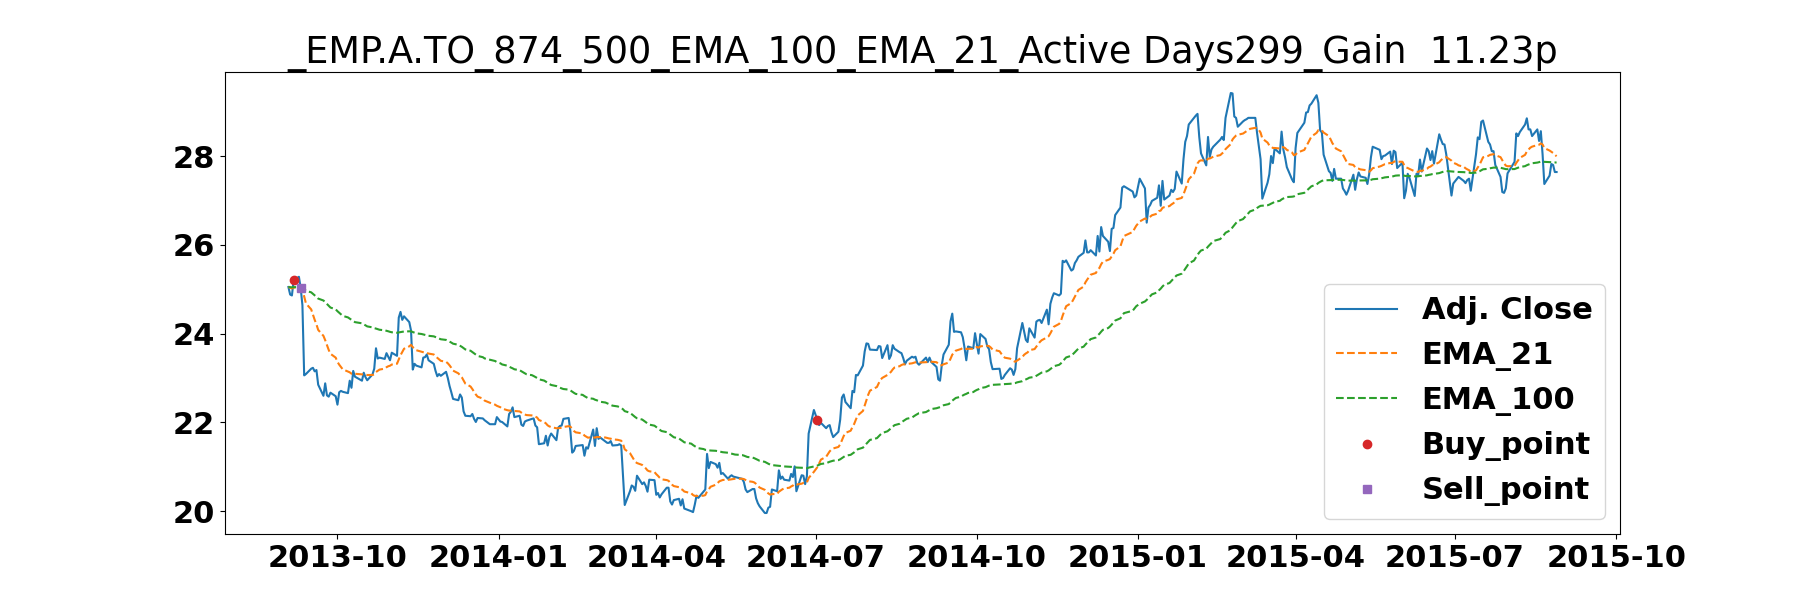 _EMP.A.TO_874_500_EMA_100_EMA_21_Active Days299_Gain  11.23p
28
26
24
22
20
Adj. Close
EMA_21
EMA_100
Buy_point
Sell_point
2013-10 2014-01 2014-04 2014-07 2014-10 2015-01 2015-04 2015-07 2015-10